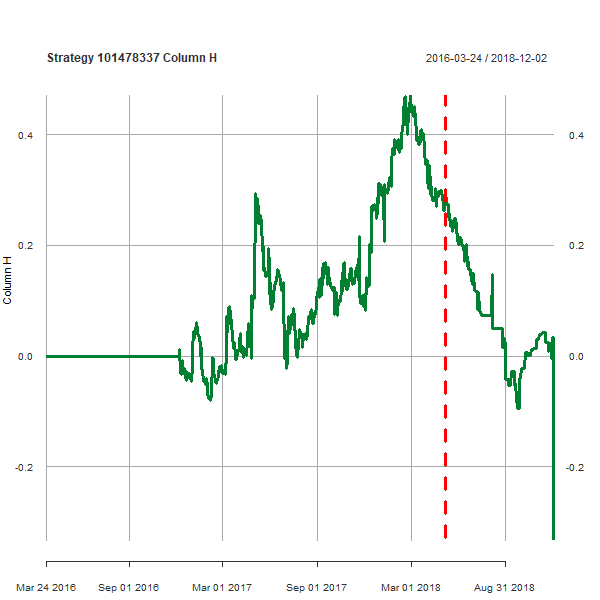 Strategy 101478337 Column H 2016-03-24 / 2018-12-02
0.4 0.4
0.2 0.2
Column H
0.0 0.0
-0.2 -0.2
Mar 24 2016 Sep 01 2016 Mar 01 2017 Sep 01 2017 Mar 01 2018 Aug 31 2018